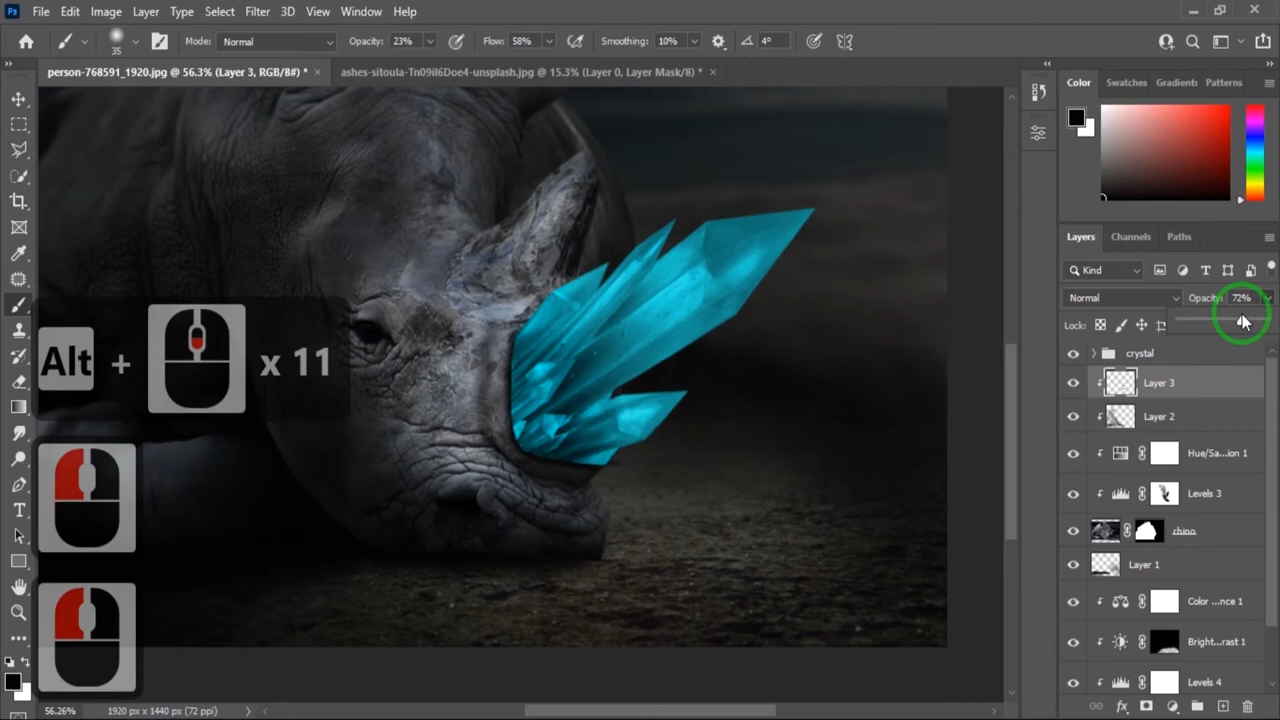 Ps File Edit Image Layer Type Select Filter 3D View Window Help
35 Mode: Normal Opacity: 23% Flow: 58% Smoothing: 10% 4°
person-768591_1920.jpg @ 56.3% (Layer 3, RGB/8#) * × ashes-sitoula-Tn09iI6Doe4-unsplash.jpg @ 15.3% (Layer 0, Layer Mask/8) * ×
Color Swatches Gradients Patterns
Layers Channels Paths
Kind
Normal Opacity: 72%
Lock:
crystal
Layer 3
Layer 2
Hue/Sa...ion 1
Levels 3
rhino
Layer 1
Color ...nce 1
Bright...rast 1
Levels 4
Alt + x 11
56.26% 1920 px x 1440 px (72 ppi)